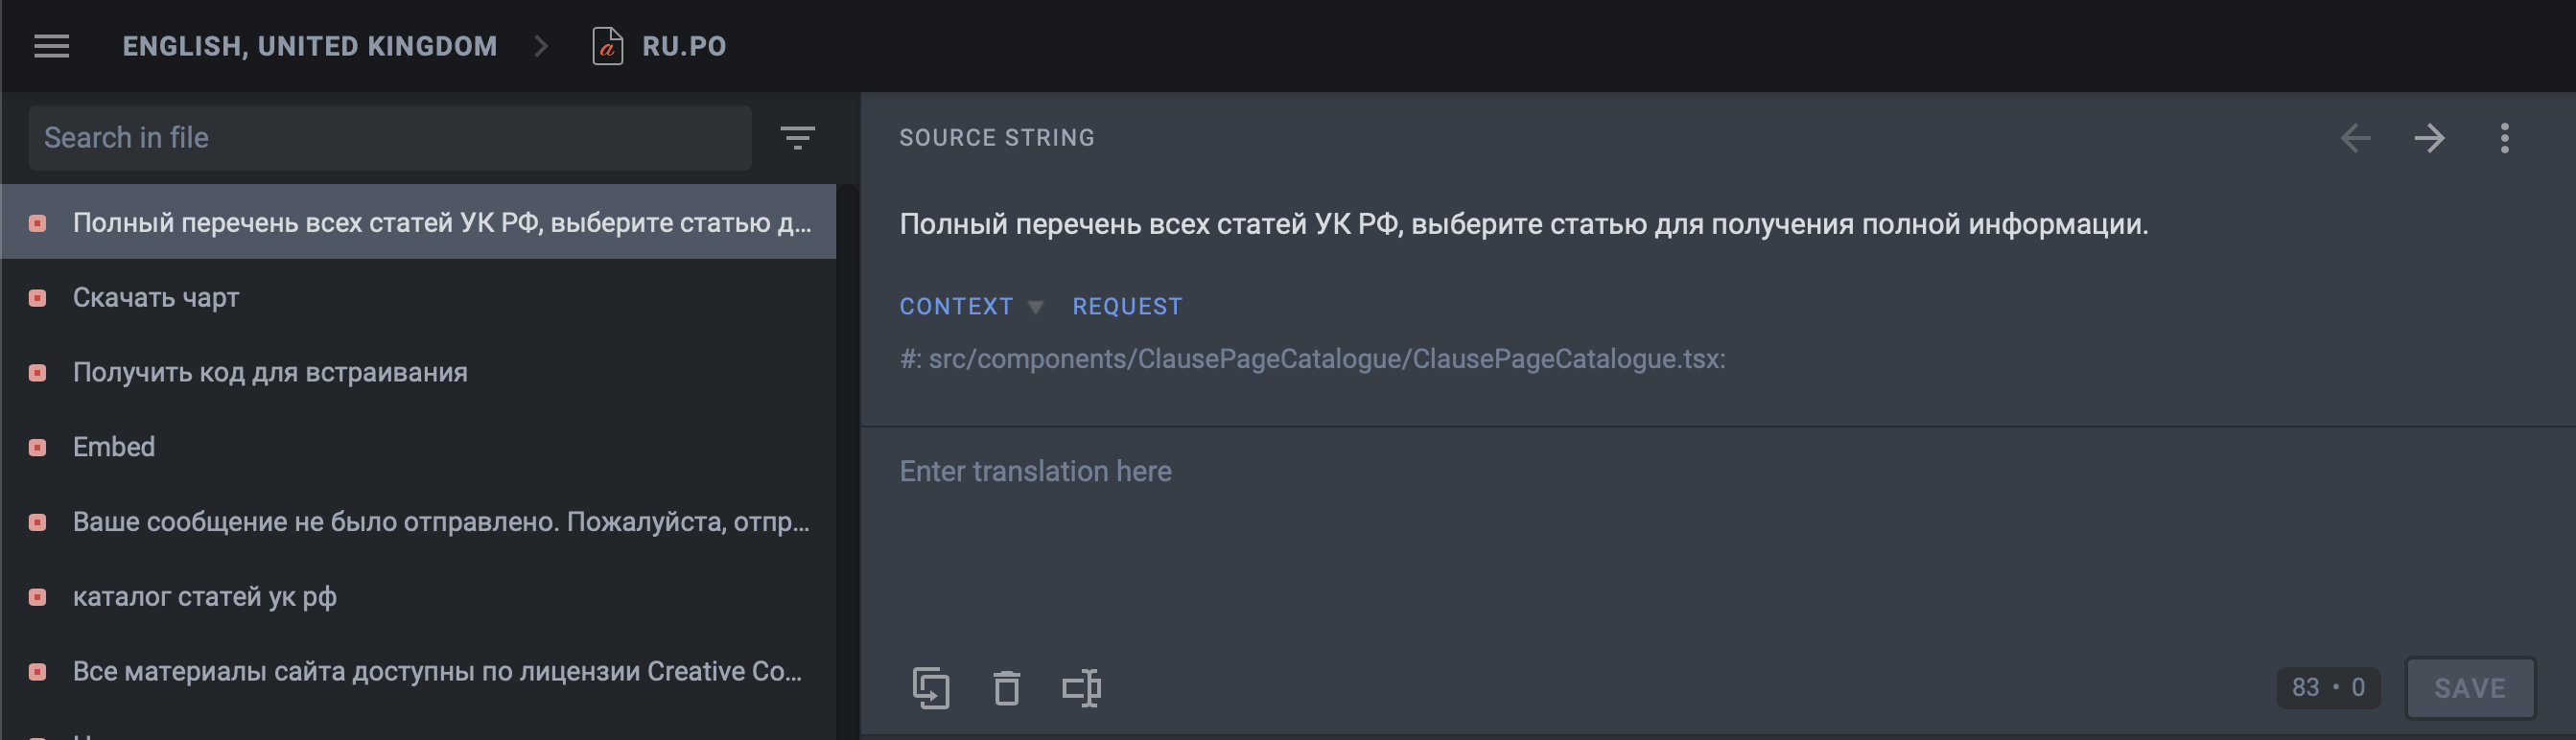 ENGLISH, UNITED KINGDOM
RU.PO
Search in file
Полный перечень всех статей УК РФ, выберите статью д...
Скачать чарт
Получить код для встраивания
Embed
Ваше сообщение не было отправлено. Пожалуйста, отпр...
каталог статей ук рф
Все материалы сайта доступны по лицензии Creative Co...
SOURCE STRING
Полный перечень всех статей УК РФ, выберите статью для получения полной информации.
CONTEXT REQUEST
#: src/components/ClausePageCatalogue/ClausePageCatalogue.tsx:
Enter translation here
83 • 0
SAVE